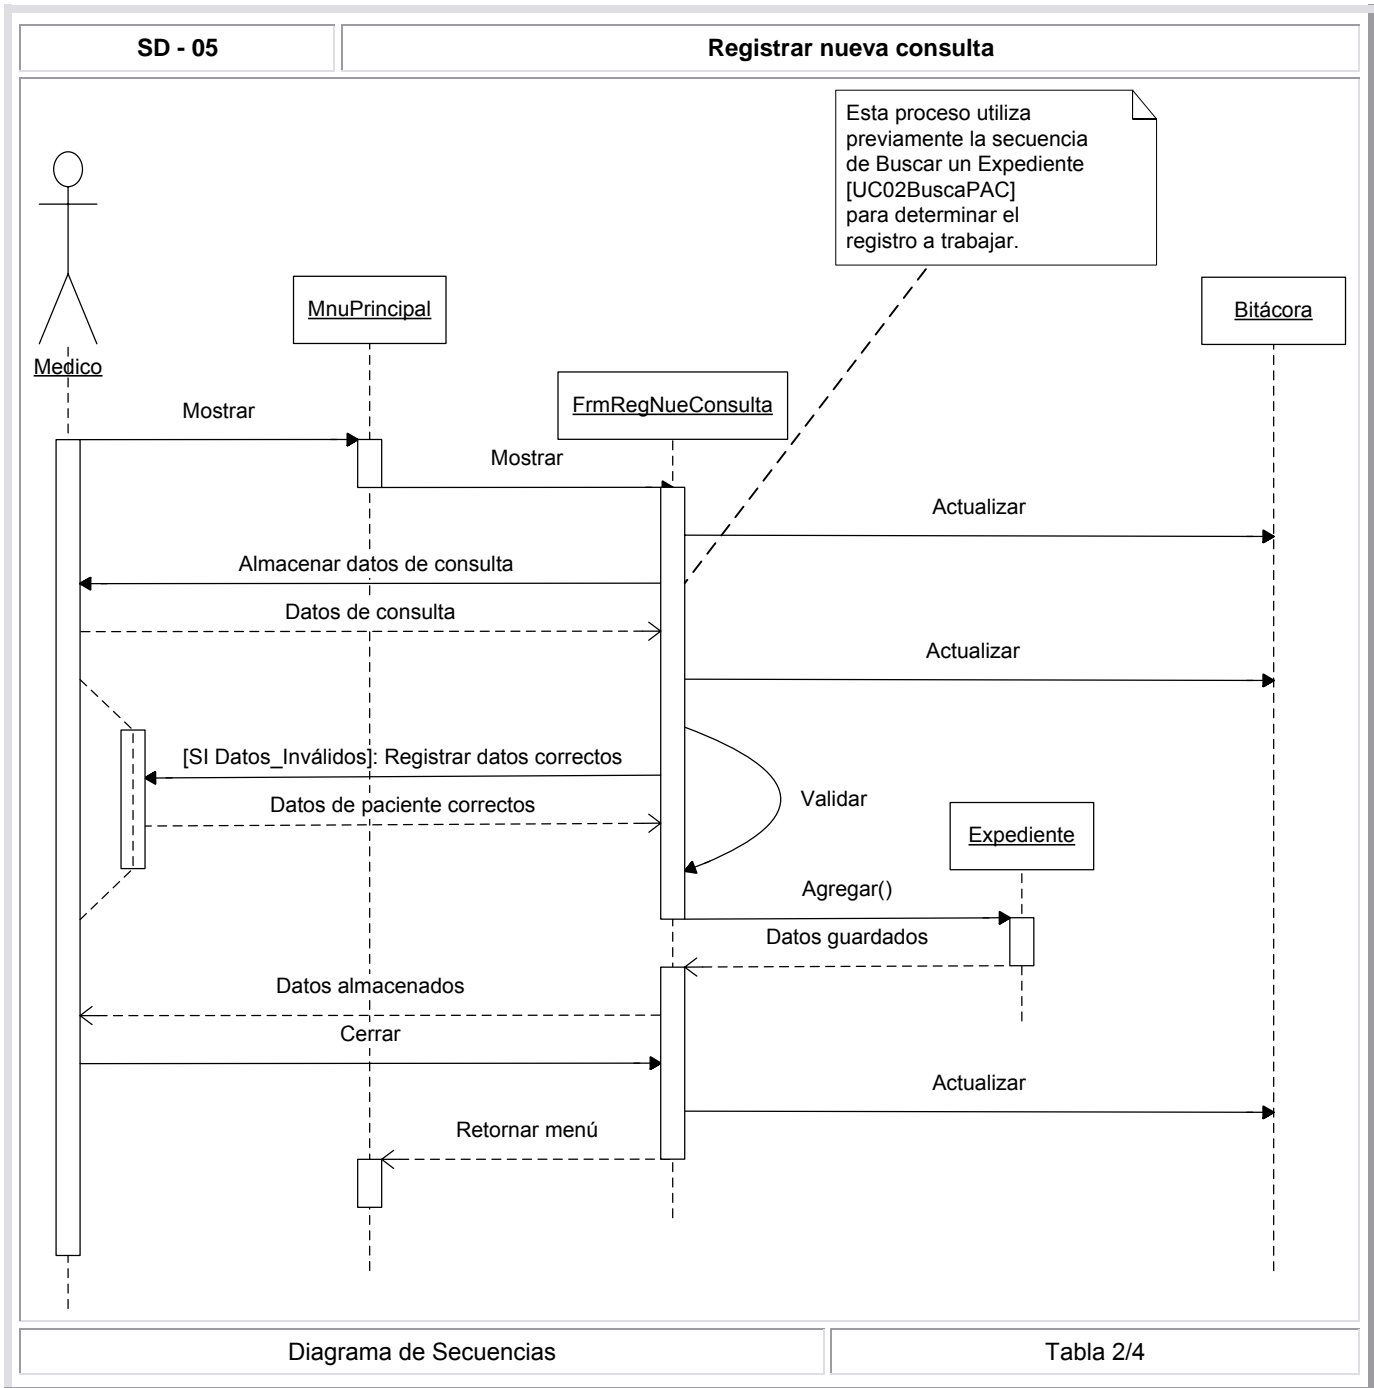 SD - 05
Registrar nueva consulta
Esta proceso utiliza
previamente la secuencia
de Buscar un Expediente
[UC02BuscaPAC]
para determinar el
registro a trabajar.
MnuPrincipal
Bitácora
Medico
FrmRegNueConsulta
Mostrar
Mostrar
Actualizar
Almacenar datos de consulta
Datos de consulta
Actualizar
[SI Datos_Inválidos]: Registrar datos correctos
Datos de paciente correctos
Validar
Expediente
Agregar()
Datos guardados
Datos almacenados
Cerrar
Actualizar
Retornar menú
Diagrama de Secuencias
Tabla 2/4